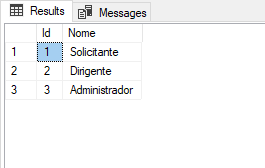 Results Messages
Id Nome
1 1 Solicitante
2 2 Dirigente
3 3 Administrador